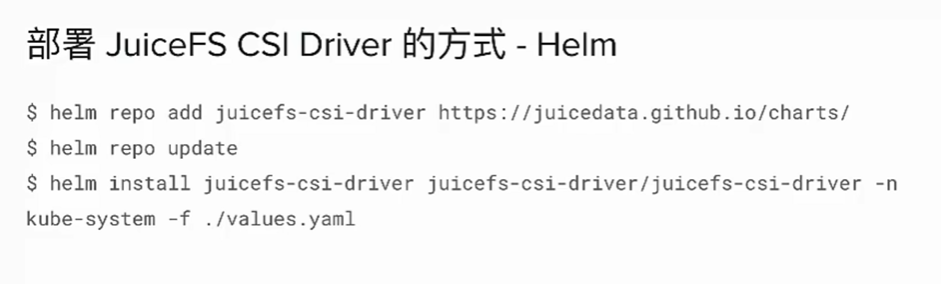 部署 JuiceFS CSI Driver 的方式 - Helm
$ helm repo add juicefs-csi-driver https://juicedata.github.io/charts/
$ helm repo update
$ helm install juicefs-csi-driver juicefs-csi-driver/juicefs-csi-driver -n
kube-system -f ./values.yaml